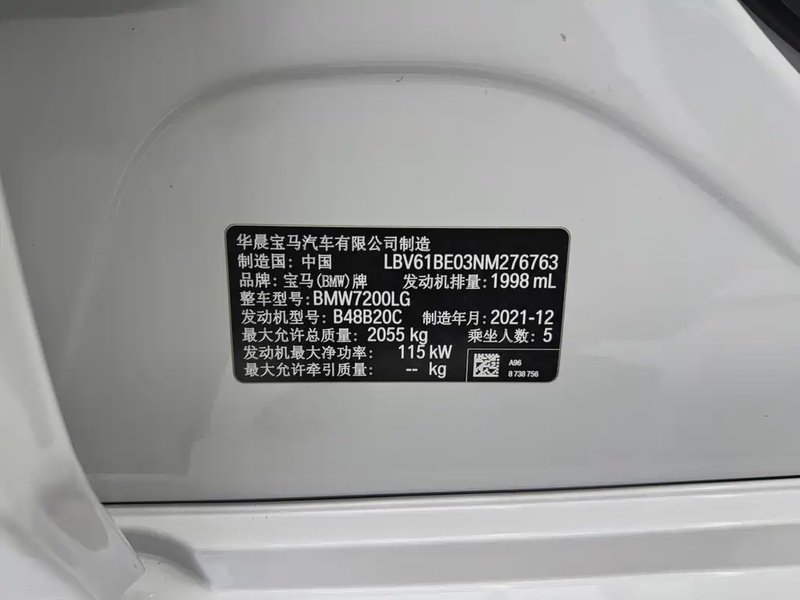 华晨宝马汽车有限公司制造
制造国: 中国 LBV61BE03NM276763
品牌: 宝马(BMW)牌 发动机排量: 1998 mL
整车型号: BMW7200LG
发动机型号: B48B20C 制造年月: 2021-12
最大允许总质量: 2055 kg 乘坐人数: 5
发动机最大净功率: 115 kW
最大允许牵引质量: -- kg
A96
8 738 756